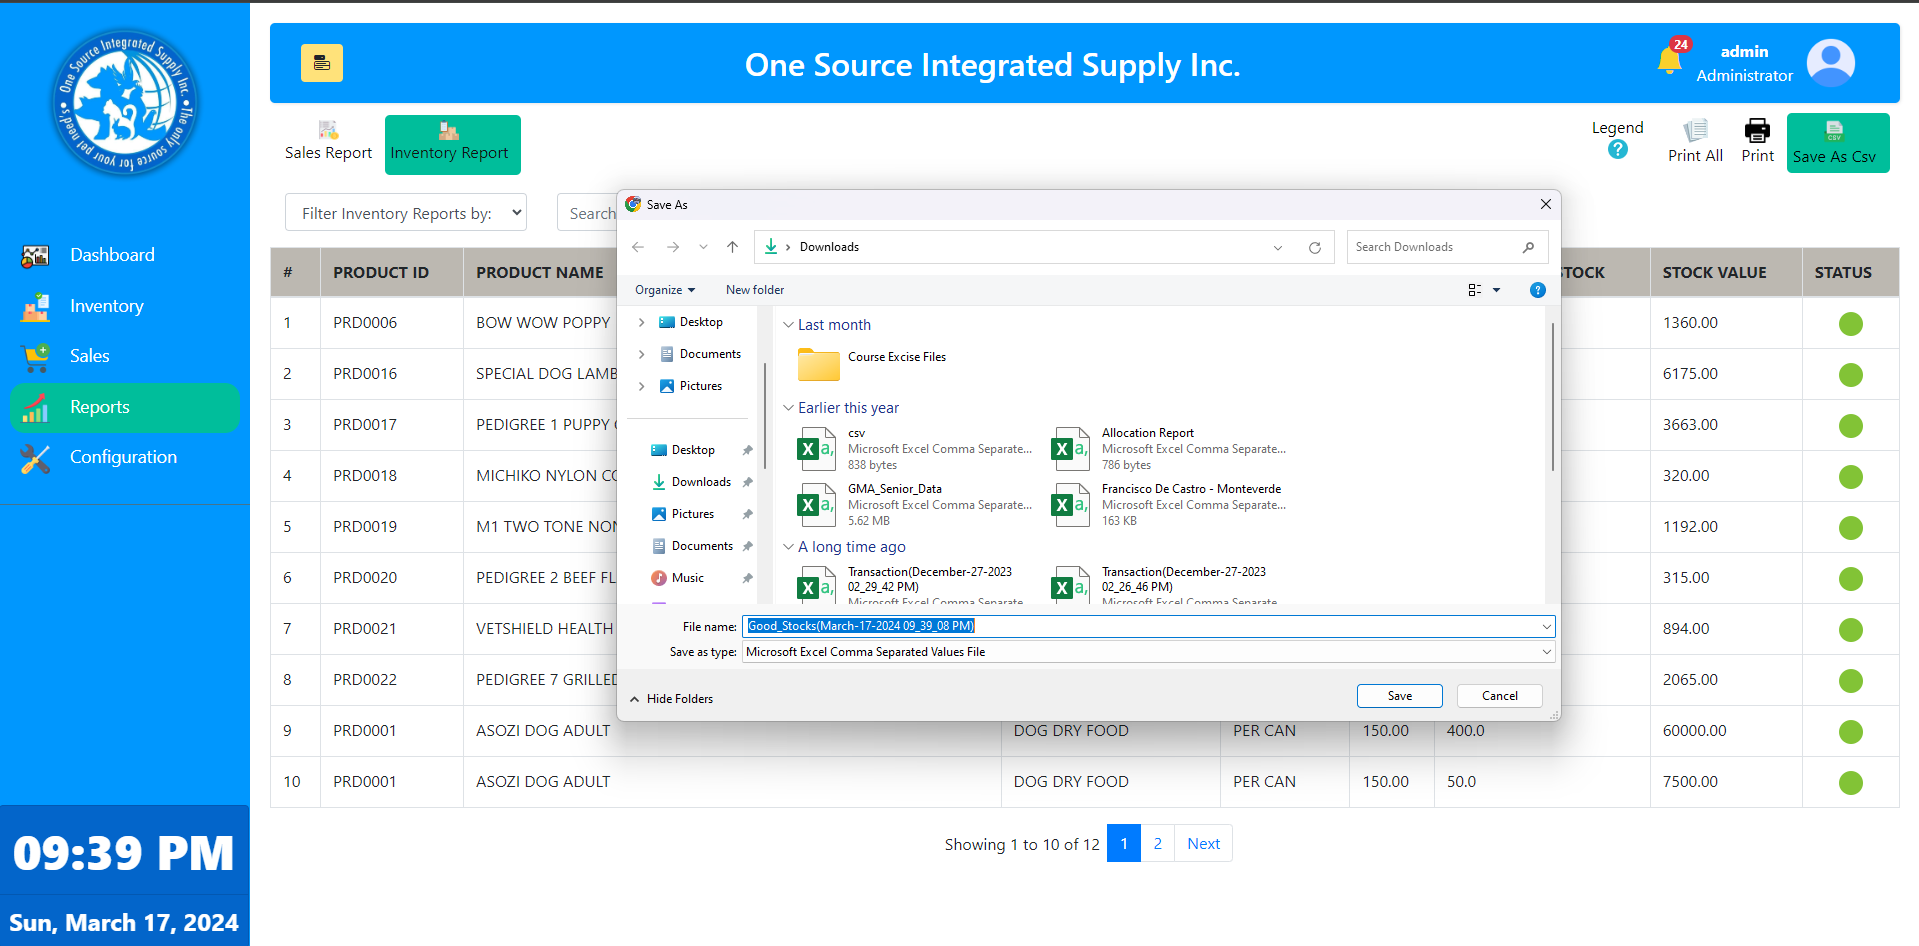 One Source Integrated Supply Inc. • The only source for your pet need's •
One Source Integrated Supply Inc.
24
admin
Administrator
Dashboard
Inventory
Sales
Reports
Configuration
09:39 PM
Sun, March 17, 2024
Sales Report
Inventory Report
Legend
?
Print All
Print
CSV
Save As Csv
Filter Inventory Reports by:
Search
# PRODUCT ID PRODUCT NAME STOCK STOCK VALUE STATUS
1 PRD0006 BOW WOW POPPY 1360.00
2 PRD0016 SPECIAL DOG LAMB 6175.00
3 PRD0017 PEDIGREE 1 PUPPY 3663.00
4 PRD0018 MICHIKO NYLON 320.00
5 PRD0019 M1 TWO TONE 1192.00
6 PRD0020 PEDIGREE 2 BEEF 315.00
7 PRD0021 VETSHIELD HEALTH 894.00
8 PRD0022 PEDIGREE 7 GRILLED 2065.00
9 PRD0001 ASOZI DOG ADULT DOG DRY FOOD PER CAN 150.00 400.0 60000.00
10 PRD0001 ASOZI DOG ADULT DOG DRY FOOD PER CAN 150.00 50.0 7500.00
Showing 1 to 10 of 12 1 2 Next
Save As
Downloads
Search Downloads
Organize
New folder
?
Desktop
Documents
Pictures
Desktop
Downloads
Pictures
Documents
Music
Last month
Course Excise Files
Earlier this year
csv
Microsoft Excel Comma Separate...
838 bytes
Allocation Report
Microsoft Excel Comma Separate...
786 bytes
GMA_Senior_Data
Microsoft Excel Comma Separate...
5.62 MB
Francisco De Castro - Monteverde
Microsoft Excel Comma Separate...
163 KB
A long time ago
Transaction(December-27-2023
02_29_42 PM)
Microsoft Excel Comma Separate
Transaction(December-27-2023
02_26_46 PM)
Microsoft Excel Comma Separate
File name: Good_Stocks(March-17-2024 09_39_08 PM)
Save as type: Microsoft Excel Comma Separated Values File
Hide Folders
Save
Cancel